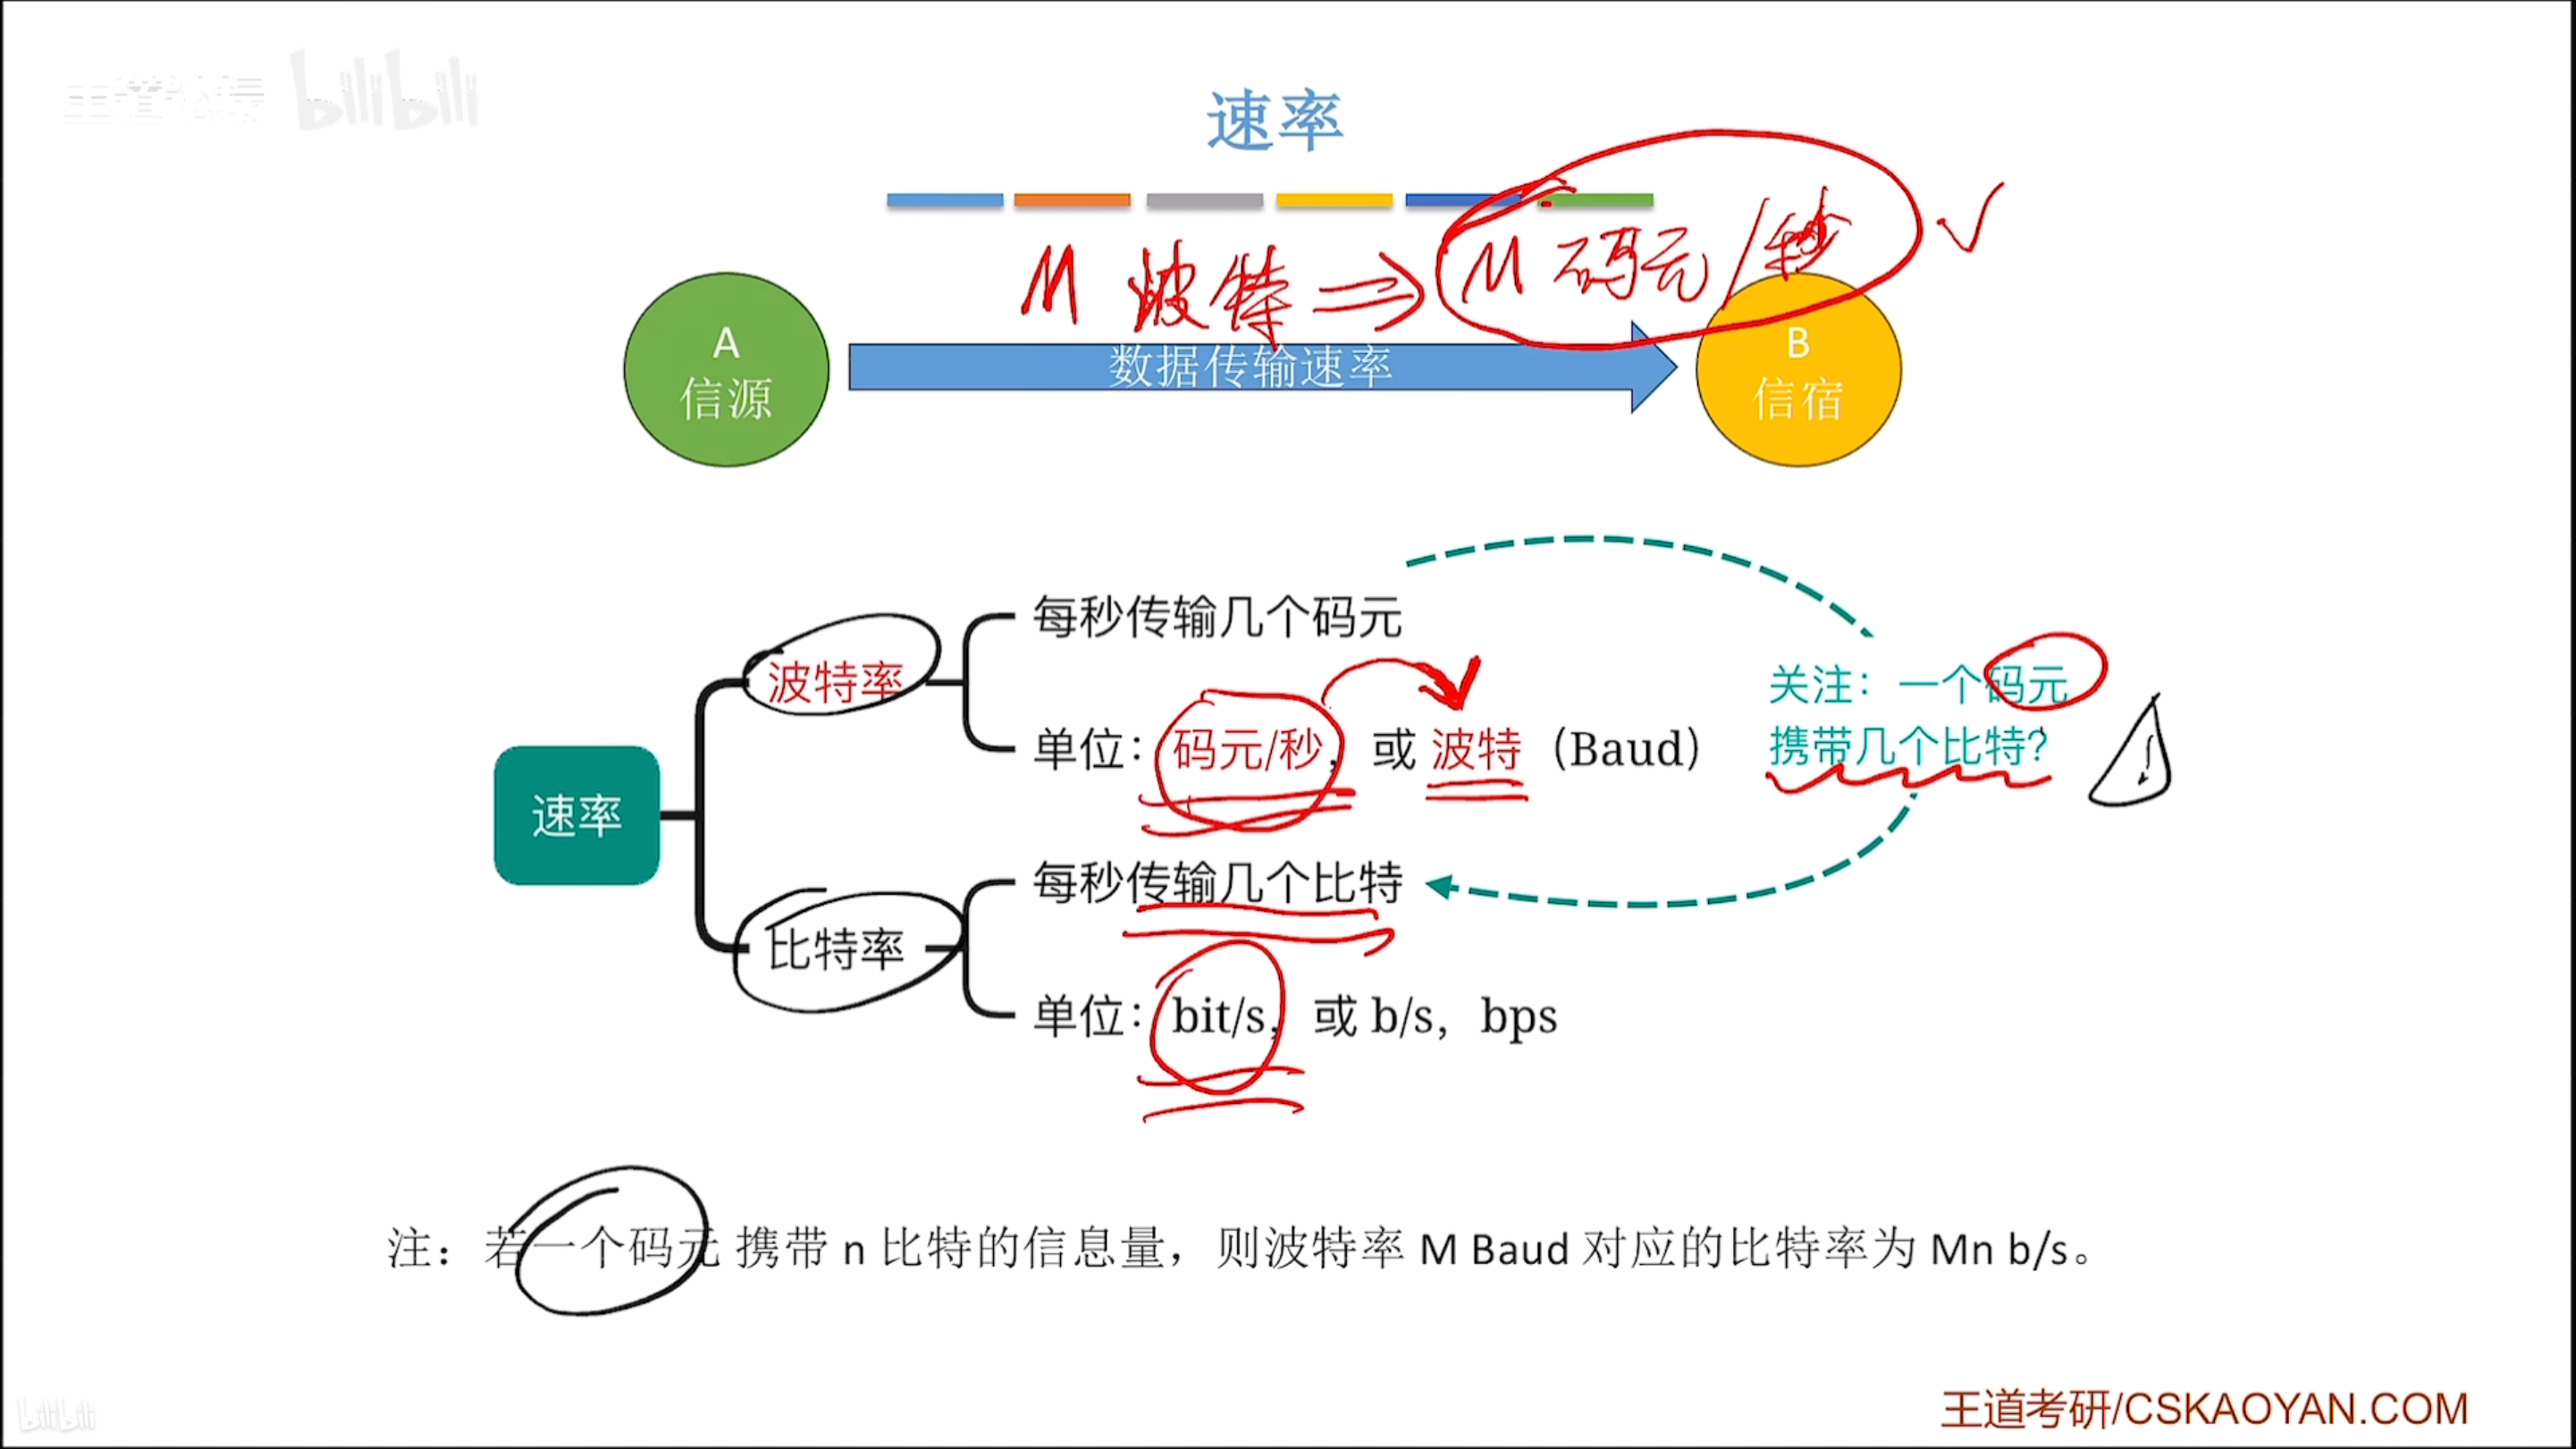 王道论坛 bilibili
速率
M 波特 ⇒ M 码元/秒 ✓
A
信源
数据传输速率
B
信宿
速率
波特率
每秒传输几个码元
单位：码元/秒，或 波特（Baud）
关注：一个码元
携带几个比特？
比特率
每秒传输几个比特
单位：bit/s，或 b/s，bps
注：若一个码元 携带 n 比特的信息量，则波特率 M Baud 对应的比特率为 Mn b/s。
bilibili
王道考研/CSKAOYAN.COM